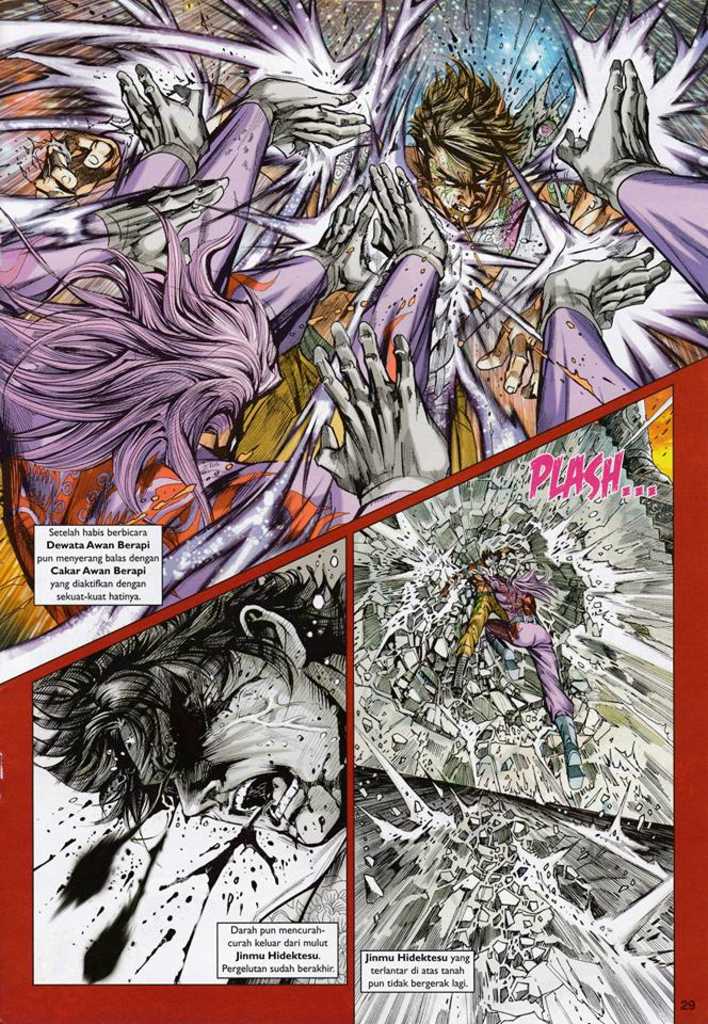 Setelah habis berbicara
Dewata Awan Berapi
pun menyerang balas dengan
Cakar Awan Berapi
yang diaktifkan dengan
sekuat-kuat hatinya.
PLASH...
Darah pun mencurah-
curah keluar dari mulut
Jinmu Hidektesu.
Pergelutan sudah berakhir.
Jinmu Hidektesu yang
terlantar di atas tanah
pun tidak bergerak lagi.
29